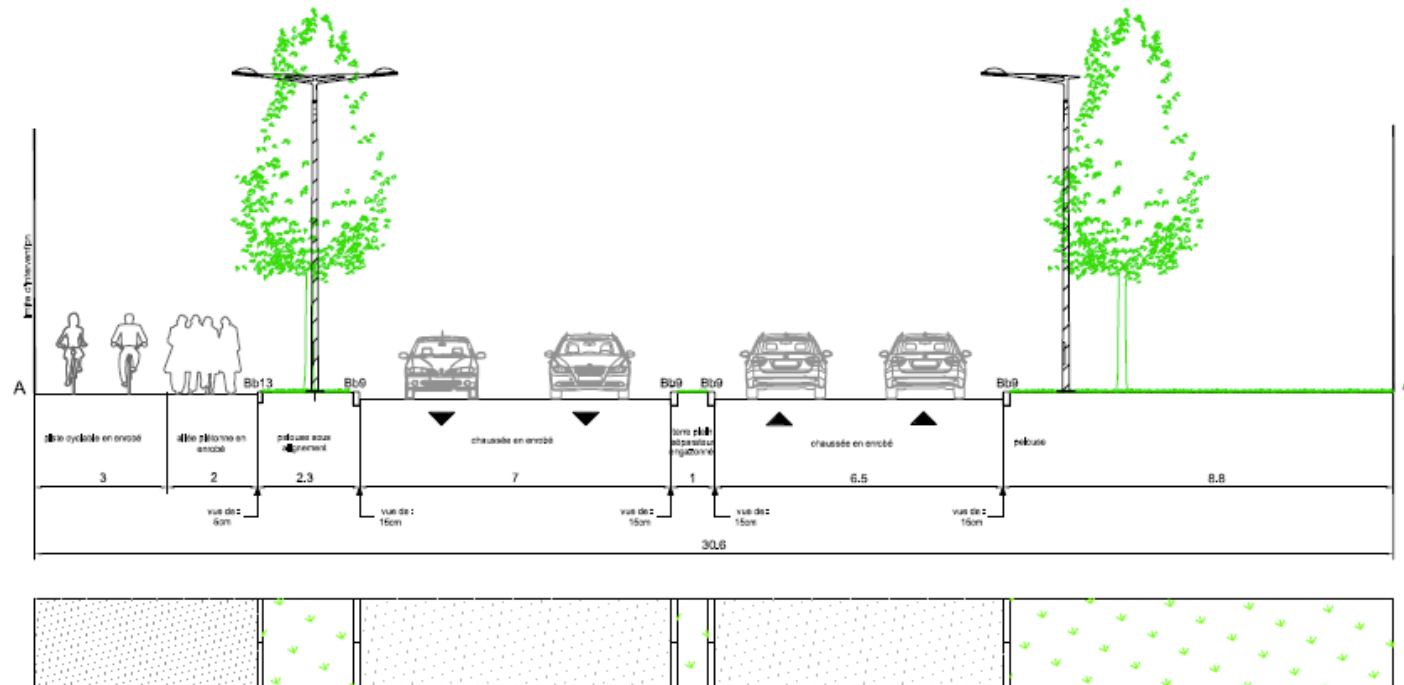 limite d'intervention
A
Bb13
Bb9
Bb9
Bb9
Bb9
piste cyclable en enrobé
allée piétonne en
enrobé
pelouse sous
alignement
chaussée en enrobé
terre plein
séparateur
engazonné
chaussée en enrobé
pelouse
3
2
2.3
7
1
6.5
8.8
vue de :
vue de :
15cm
vue de :
15cm
vue de :
15cm
vue de :
15cm
30.6